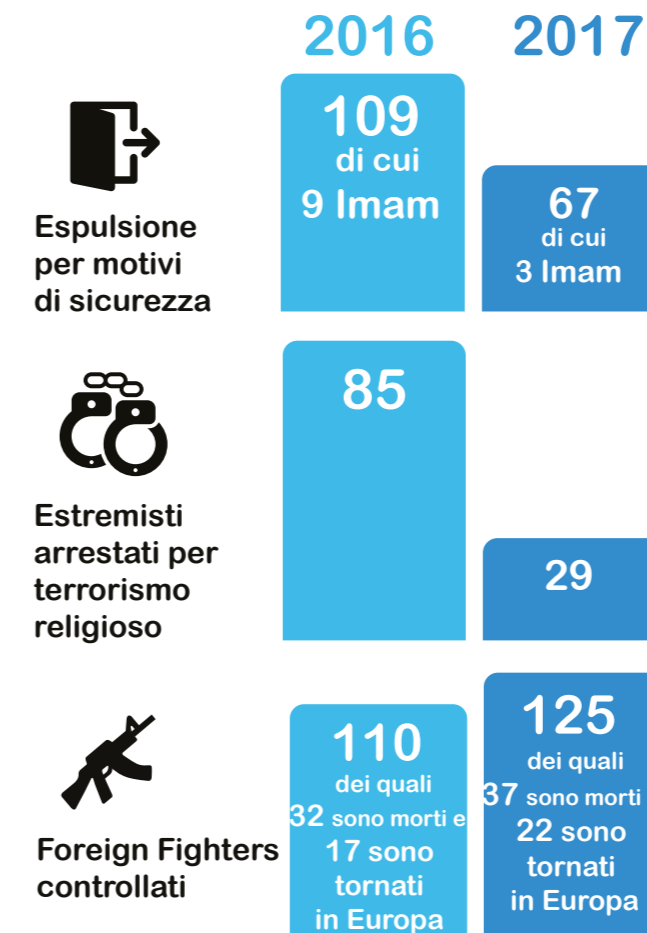 2016 2017
Espulsione
per motivi
di sicurezza
109
di cui
9 Imam
67
di cui
3 Imam
Estremisti
arrestati per
terrorismo
religioso
85
29
Foreign Fighters
controllati
110
dei quali
32 sono morti e
17 sono
tornati
in Europa
125
dei quali
37 sono morti
22 sono
tornati
in Europa